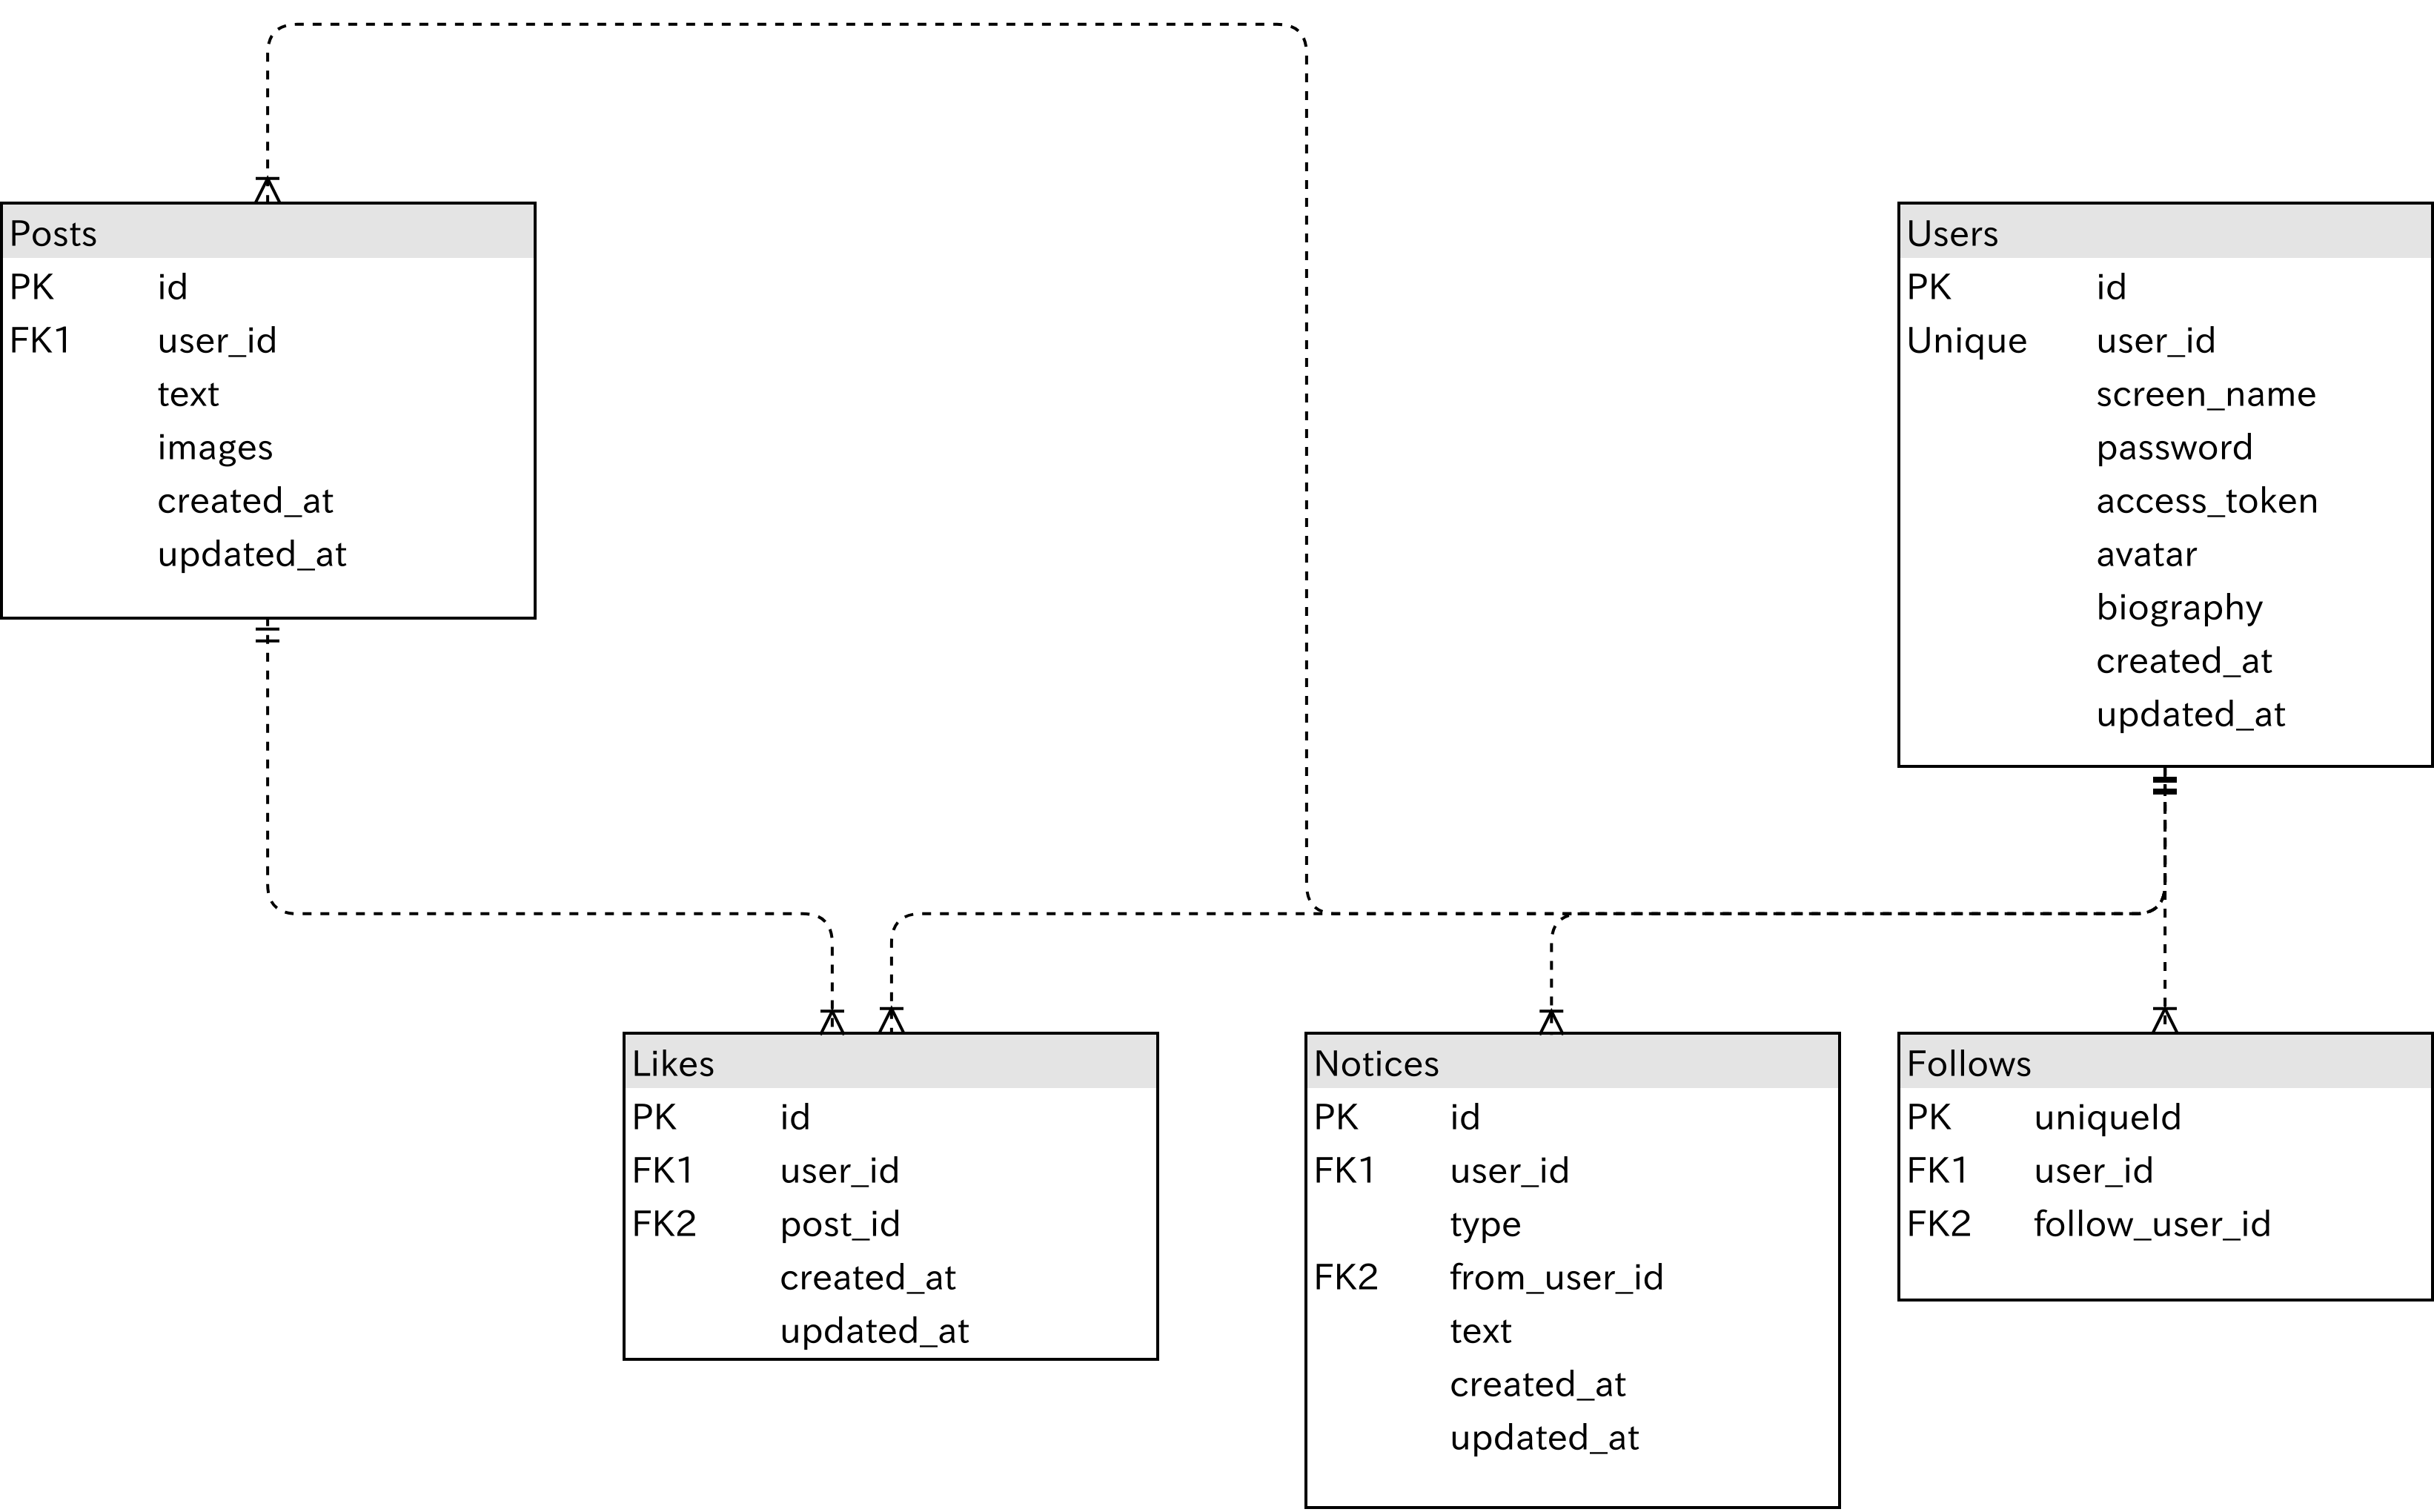 Posts
PK id
FK1 user_id
text
images
created_at
updated_at
Users
PK id
Unique user_id
screen_name
password
access_token
avatar
biography
created_at
updated_at
Likes
PK id
FK1 user_id
FK2 post_id
created_at
updated_at
Notices
PK id
FK1 user_id
type
FK2 from_user_id
text
created_at
updated_at
Follows
PK uniqueId
FK1 user_id
FK2 follow_user_id